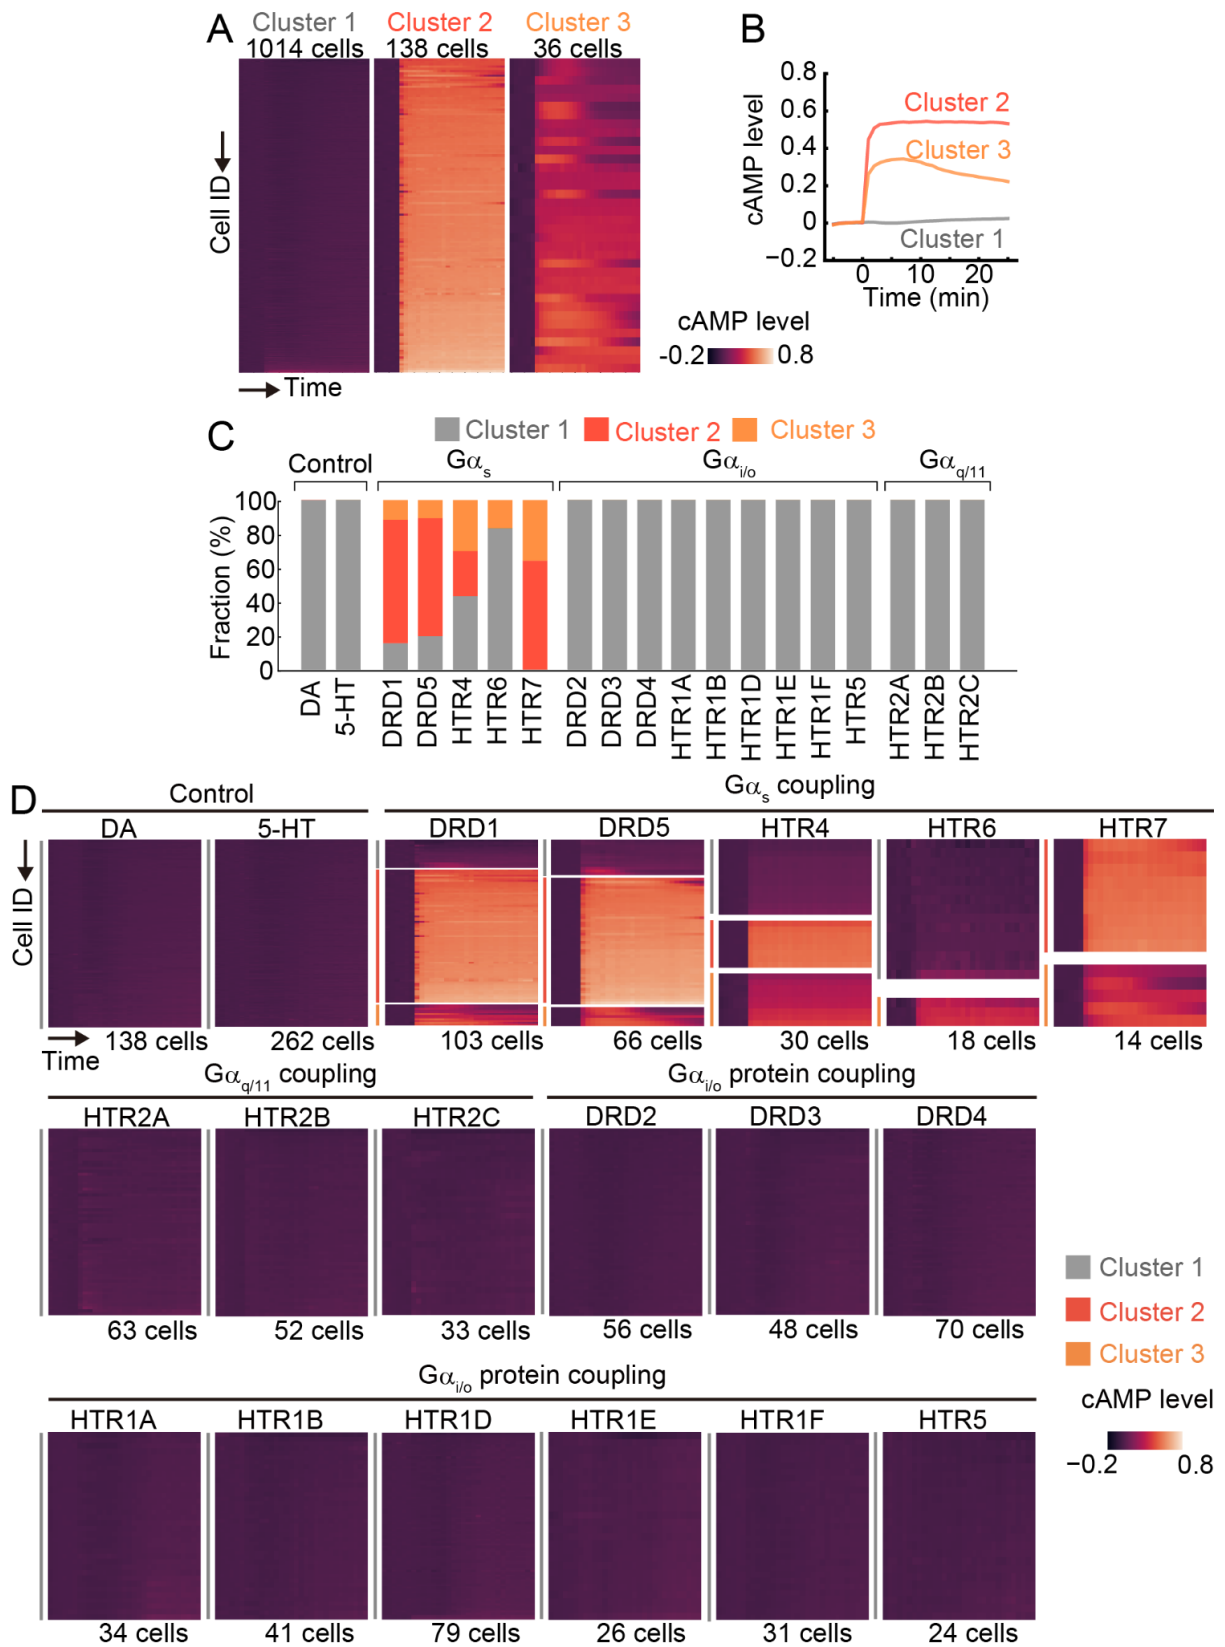 A
Cluster 1 Cluster 2 Cluster 3
1014 cells 138 cells 36 cells
Cell ID
Time
cAMP level
-0.2 0.8
B
cAMP level
0.8
0.6
0.4
0.2
0
−0.2
Cluster 2
Cluster 3
Cluster 1
0 10 20
Time (min)
C
Cluster 1 Cluster 2 Cluster 3
Control Gαs Gαi/o Gαq/11
Fraction (%)
100
80
60
40
20
0
DA 5-HT DRD1 DRD5 HTR4 HTR6 HTR7 DRD2 DRD3 DRD4 HTR1A HTR1B HTR1D HTR1E HTR1F HTR5 HTR2A HTR2B HTR2C
D
Control Gαs coupling
DA 5-HT DRD1 DRD5 HTR4 HTR6 HTR7
Cell ID
Time
138 cells 262 cells 103 cells 66 cells 30 cells 18 cells 14 cells
Gαq/11 coupling Gαi/o protein coupling
HTR2A HTR2B HTR2C DRD2 DRD3 DRD4
63 cells 52 cells 33 cells 56 cells 48 cells 70 cells
Cluster 1
Cluster 2
Cluster 3
cAMP level
−0.2 0.8
Gαi/o protein coupling
HTR1A HTR1B HTR1D HTR1E HTR1F HTR5
34 cells 41 cells 79 cells 26 cells 31 cells 24 cells